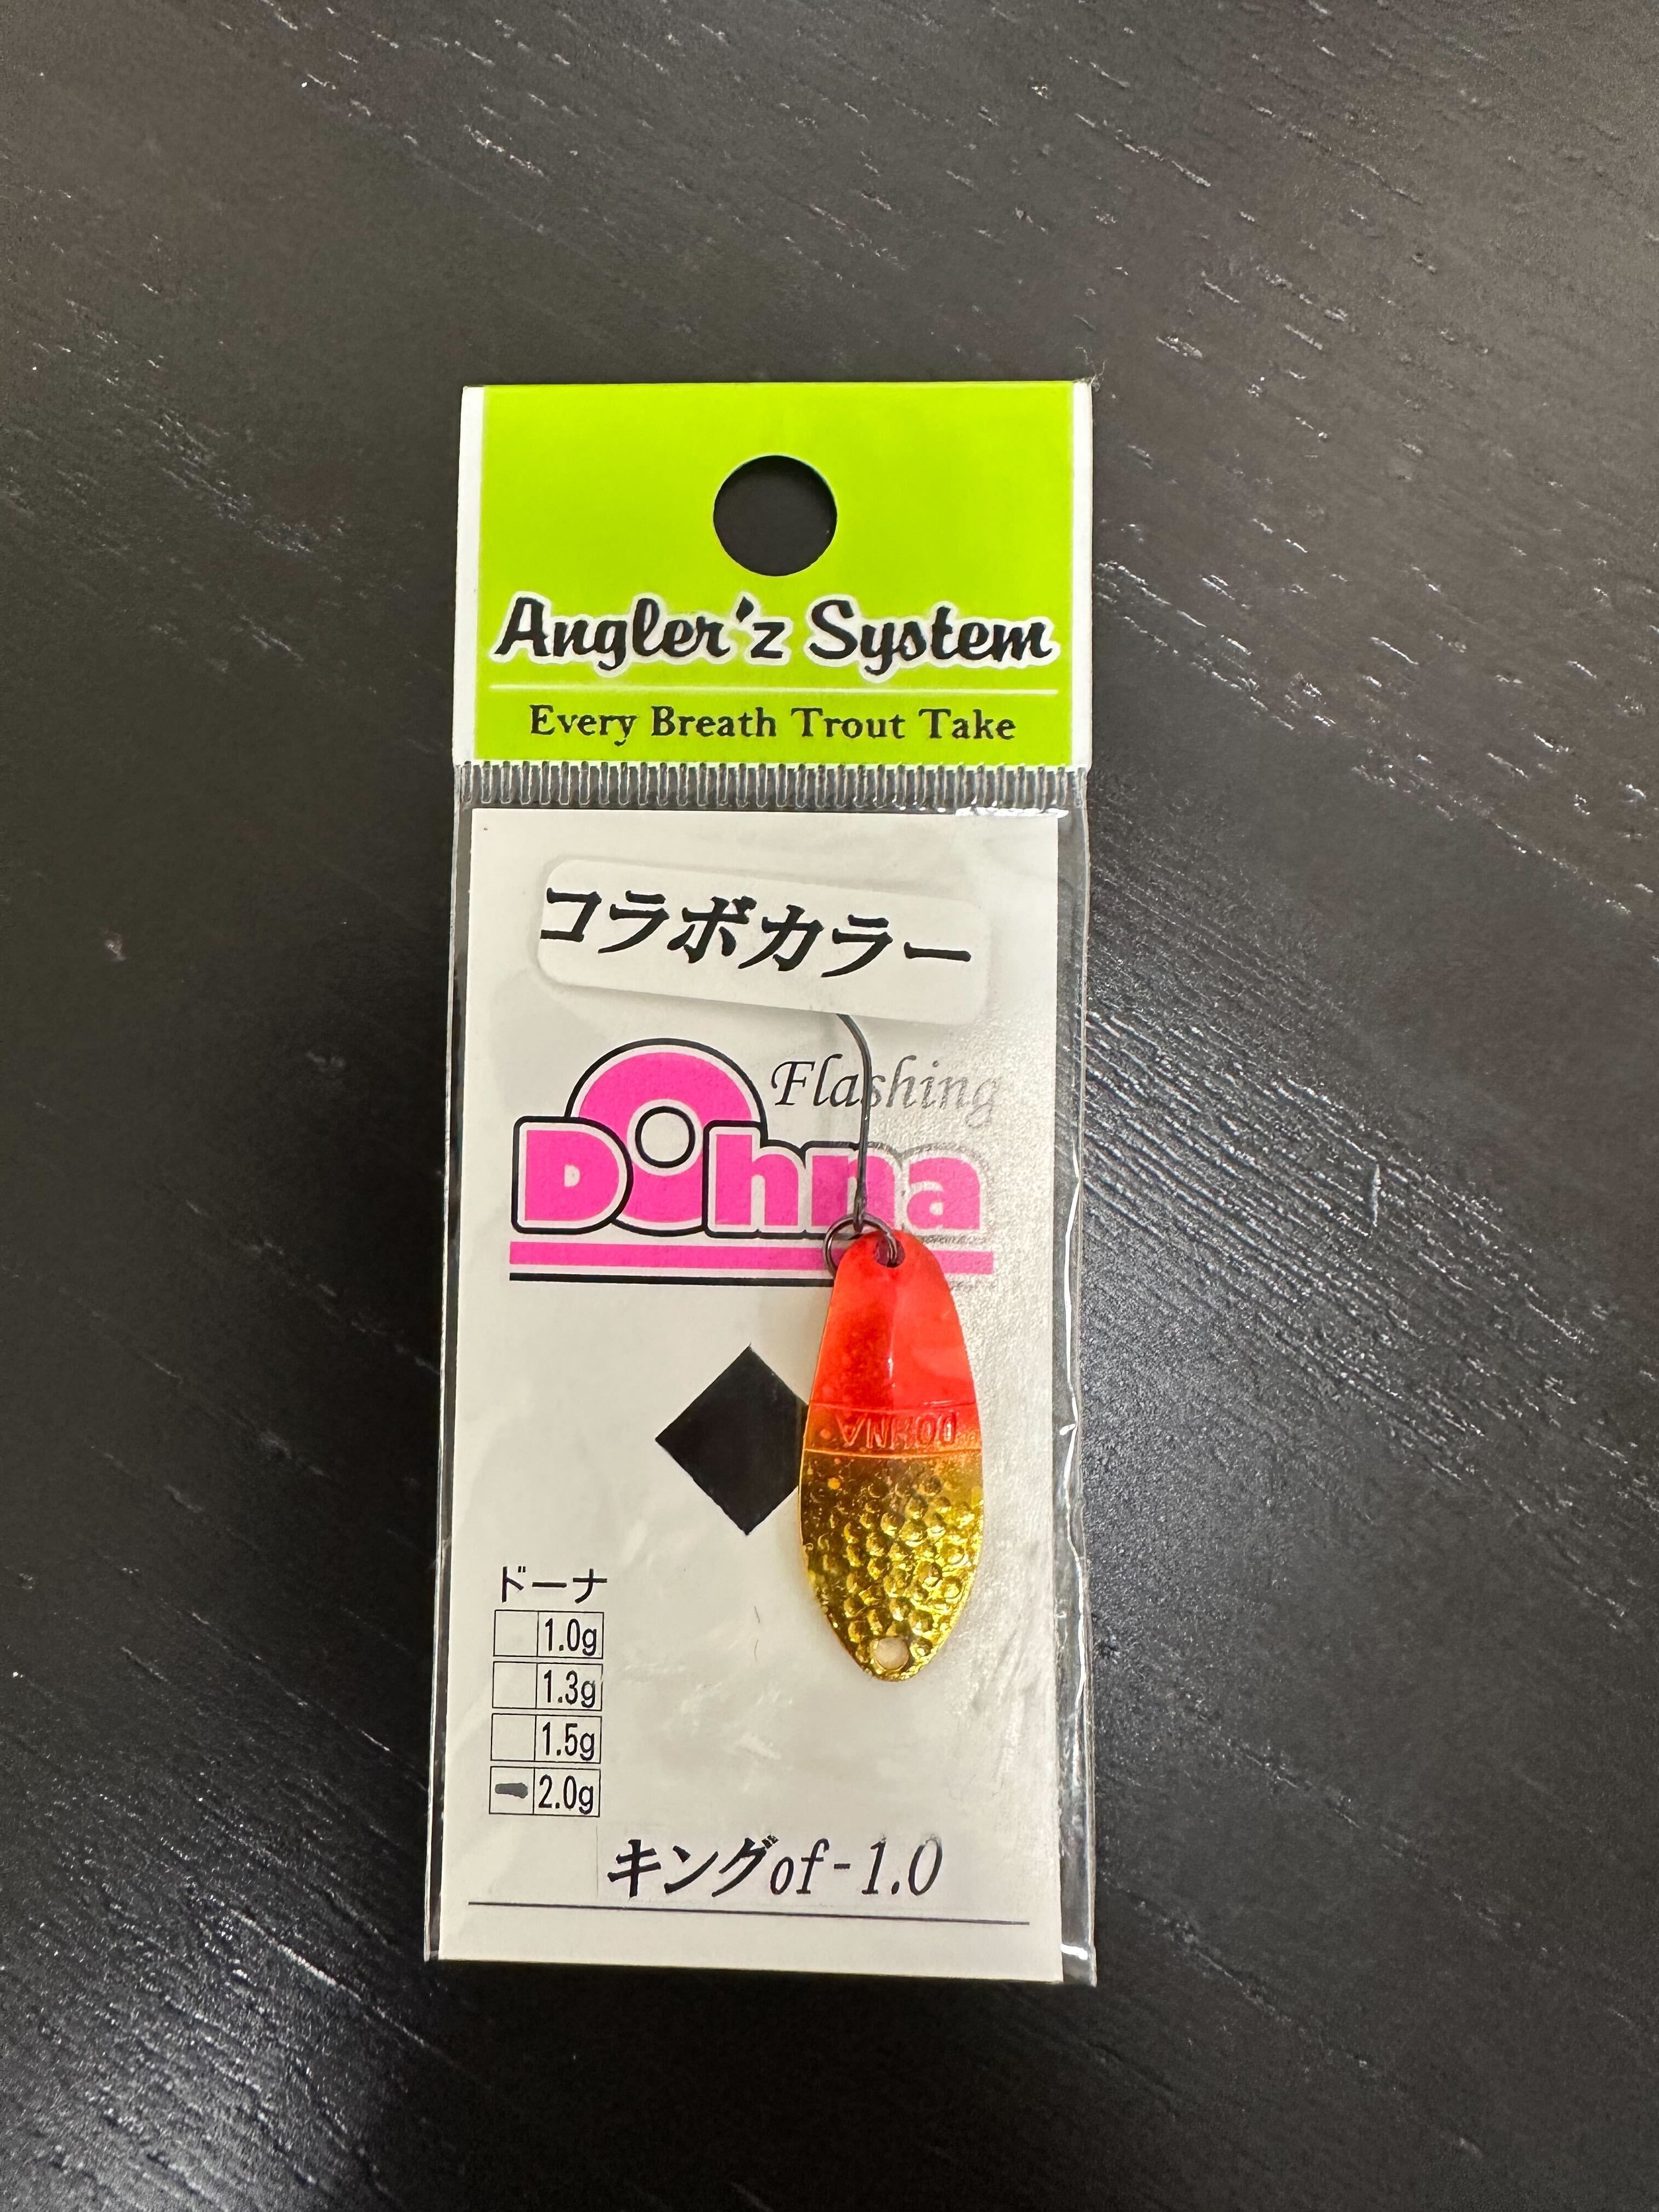 Angler'z System
Every Breath Trout Take
コラボカラー
Flashing
Dohna
DOHNA
ドーナ
1.0g
1.3g
1.5g
2.0g
キングof-1.0